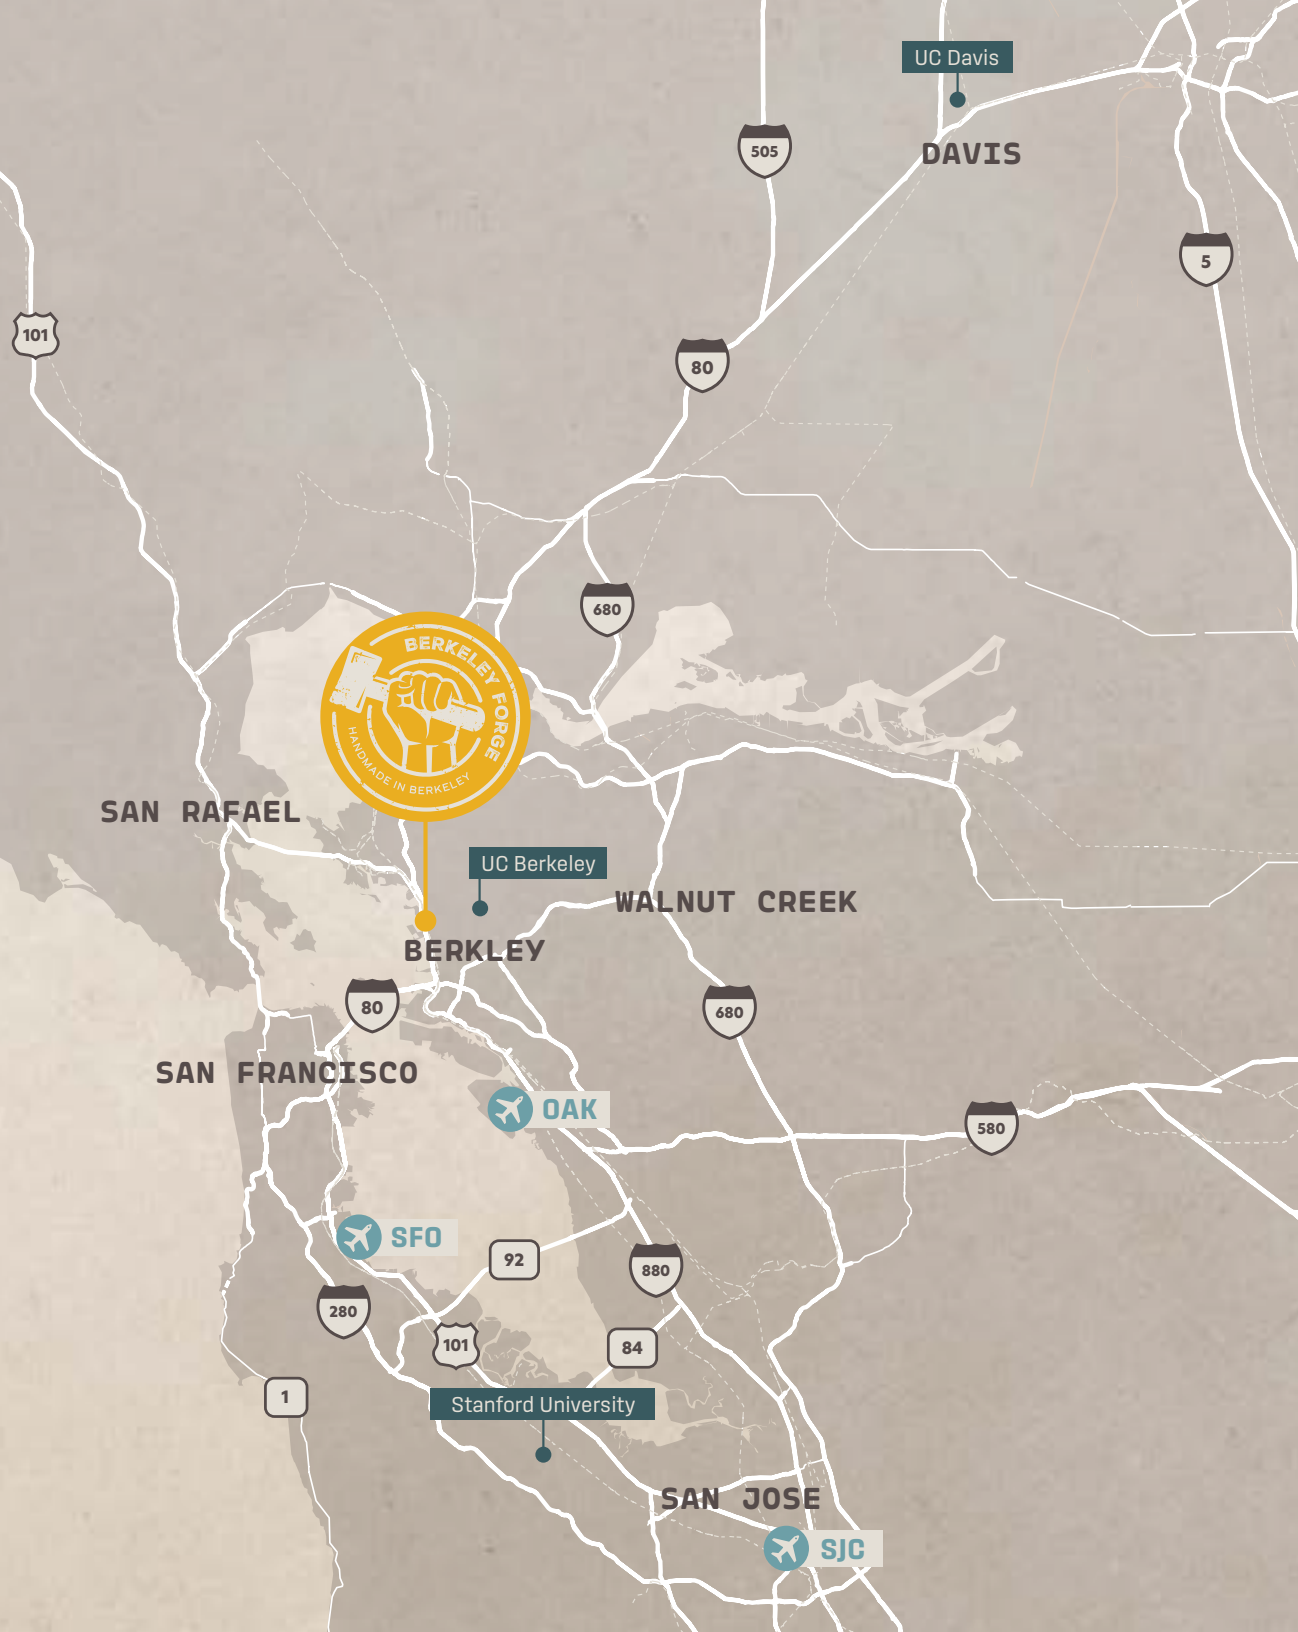 UC Davis
505
DAVIS
5
101
80
680
BERKELEY FORGE
HANDMADE IN BERKELEY
SAN RAFAEL
UC Berkeley
WALNUT CREEK
BERKLEY
80
680
SAN FRANCISCO
OAK
580
SFO
92
880
280
101
84
1
Stanford University
SAN JOSE
SJC